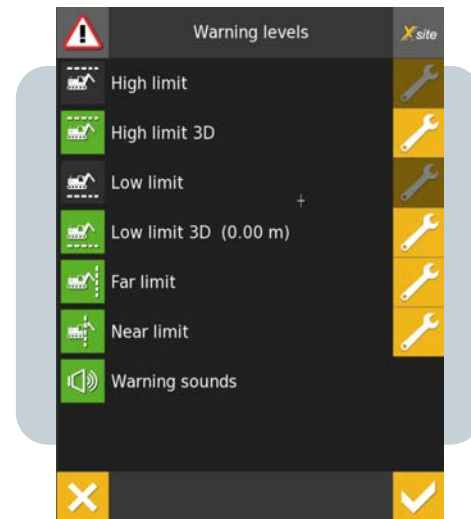 Warning levels
Xsite
High limit
High limit 3D
Low limit
Low limit 3D (0.00 m)
Far limit
Near limit
Warning sounds